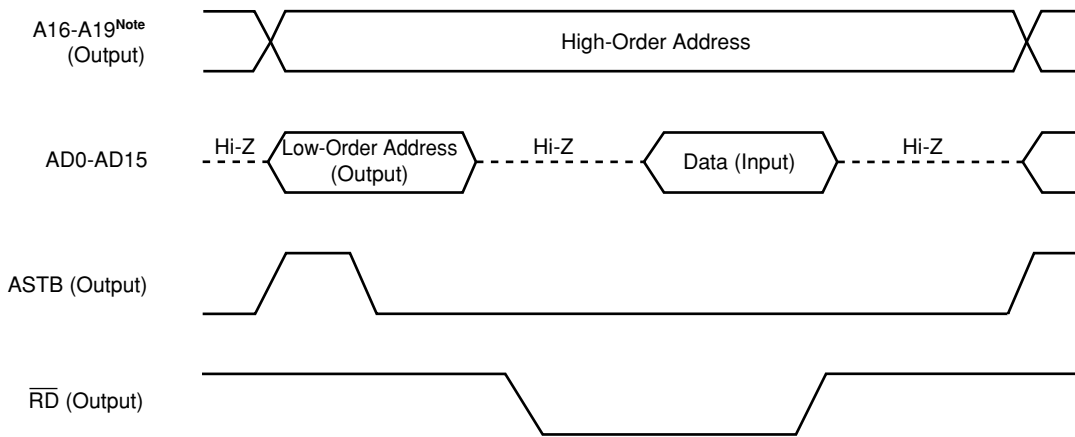 A16-A19Note
(Output)
High-Order Address
AD0-AD15
Hi-Z
Low-Order Address
(Output)
Hi-Z
Data (Input)
Hi-Z
ASTB (Output)
RD (Output)